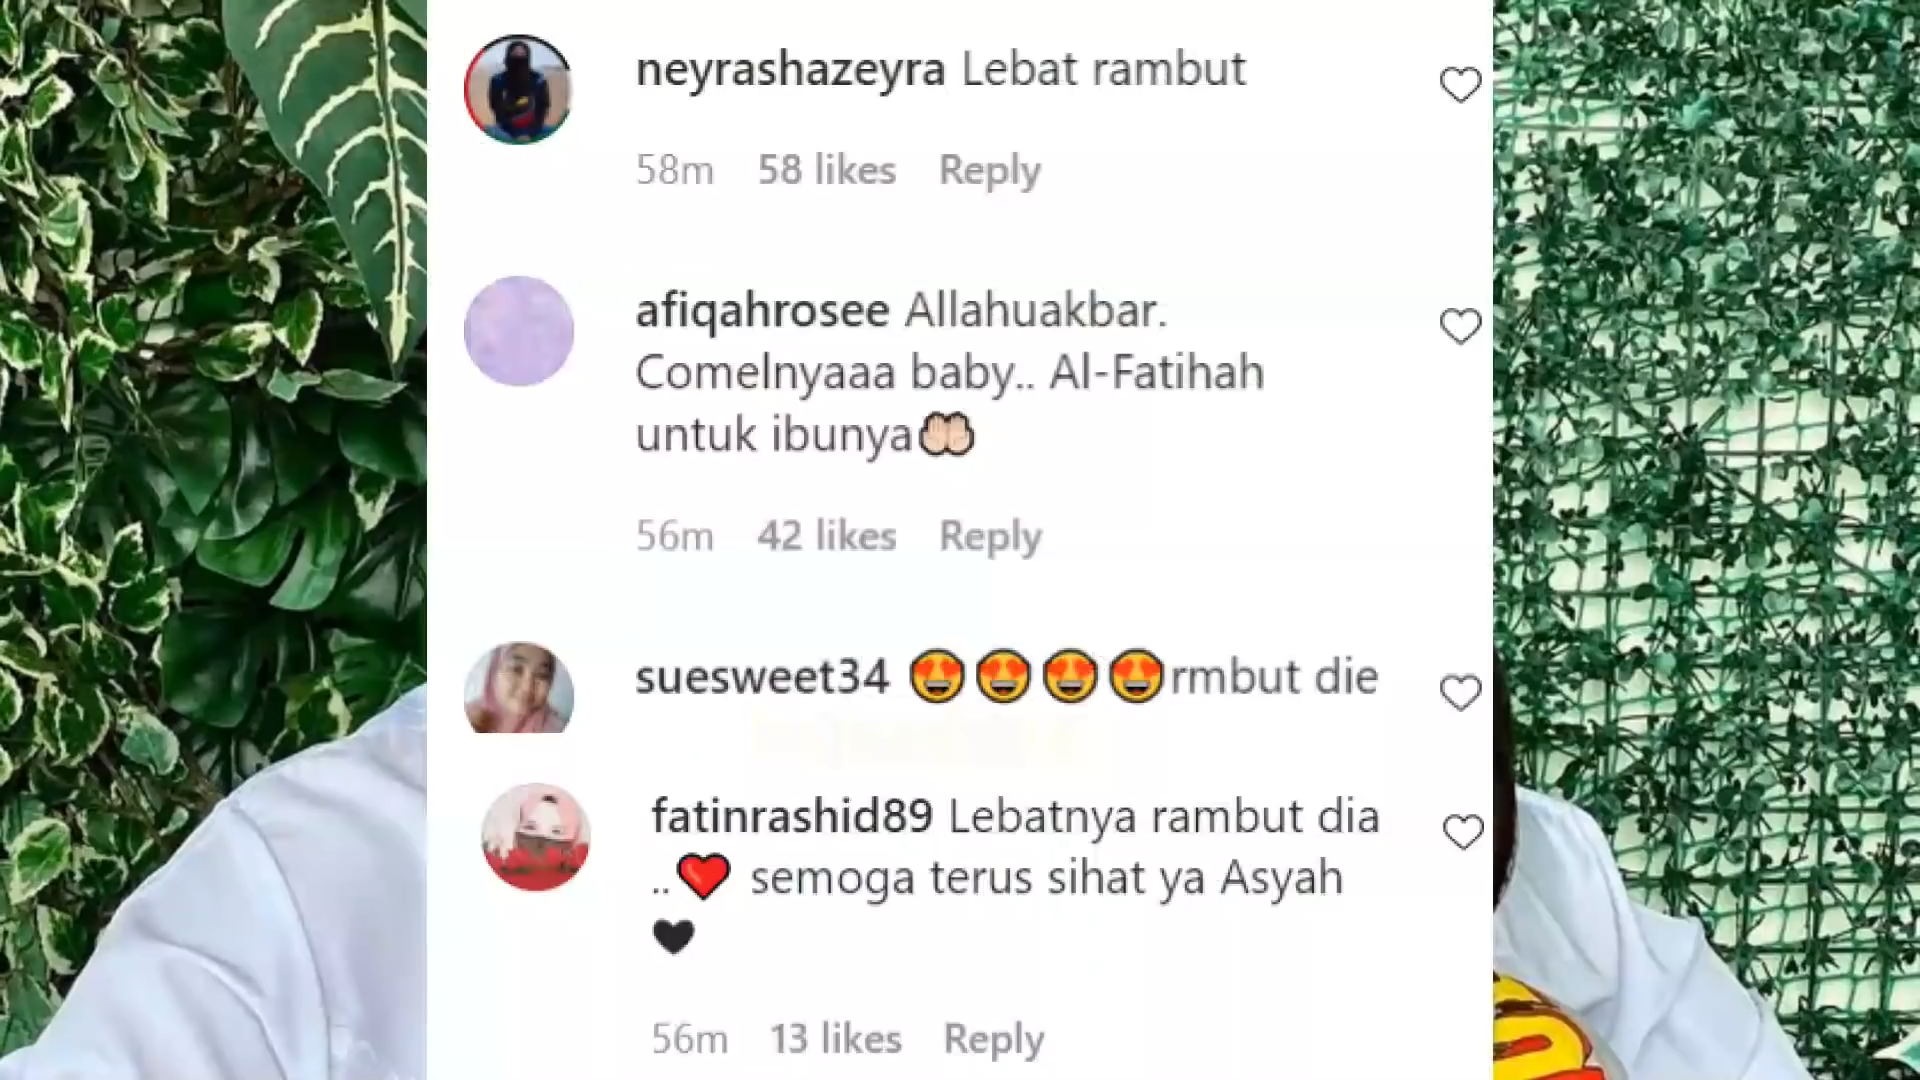 neyrashazeyra Lebat rambut
58m 58 likes Reply
afiqahrosee Allahuakbar.
Comelnyaaa baby.. Al-Fatihah
untuk ibunya🤲🏻
56m 42 likes Reply
suesweet34 😍😍😍😍rmbut die
fatinrashid89 Lebatnya rambut dia
..❤️ semoga terus sihat ya Asyah
🖤
56m 13 likes Reply